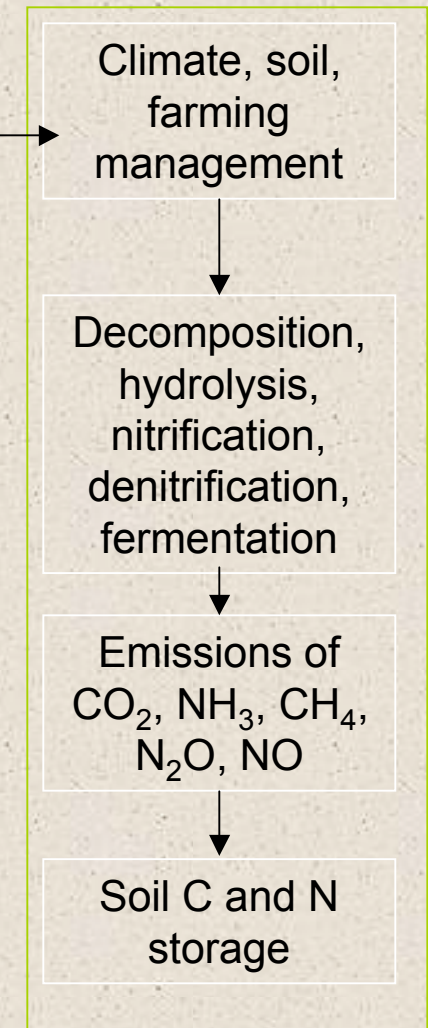 Climate, soil,
farming
management
Decomposition,
hydrolysis,
nitrification,
denitrification,
fermentation
Emissions of
CO₂, NH₃, CH₄,
N₂O, NO
Soil C and N
storage